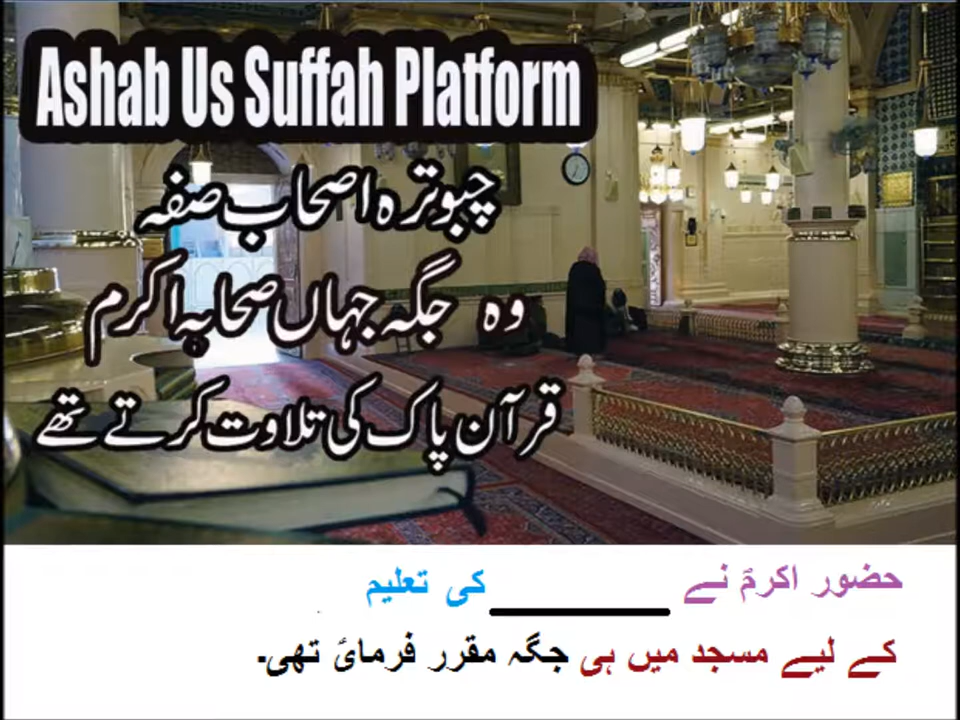 Ashab Us Suffah Platform
چبوترہ اصحاب صفہ
وہ جگہ جہاں صحابہ اکرم
قرآن پاک کی تلاوت کرتے تھے
حضور اکرمؐ نے __________ کی تعلیم
کے لیے مسجد میں ہی جگہ مقرر فرمائؑ تھی۔